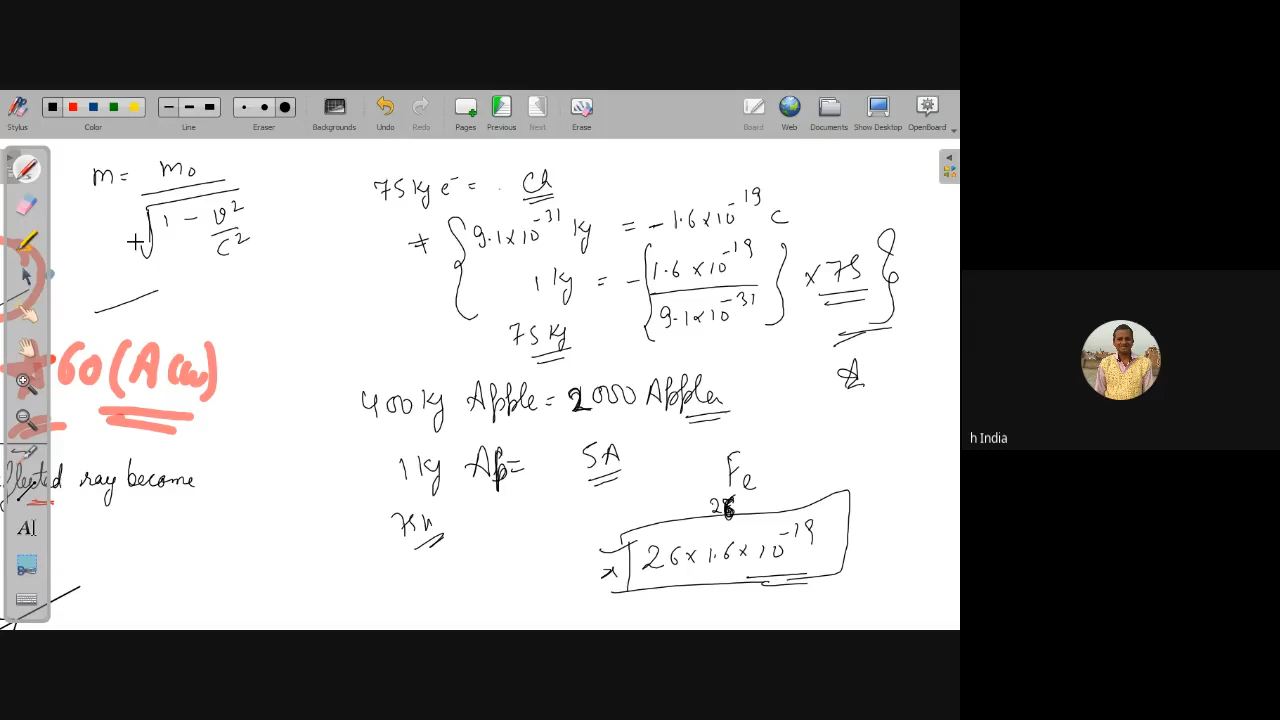 Stylus
Color
Line
Eraser
Backgrounds
Undo
Redo
Pages
Previous
Next
Erase
Board
Web
Documents
Show Desktop
OpenBoard
m = m₀ / √(1 - v²/c²)
+
60 (Acw)
reflected ray become
75 Kg e⁻ =
9.1×10⁻³¹ Kg = -1.6×10⁻¹⁹ C
1 Kg = -{1.6×10⁻¹⁹ / 9.1×10⁻³¹} × 75
75 Kg
400 Kg Apple = 2000 Apples
1 Kg Ap = 5A
75 K
Fe
26
x 26×1.6×10⁻¹⁹
h India